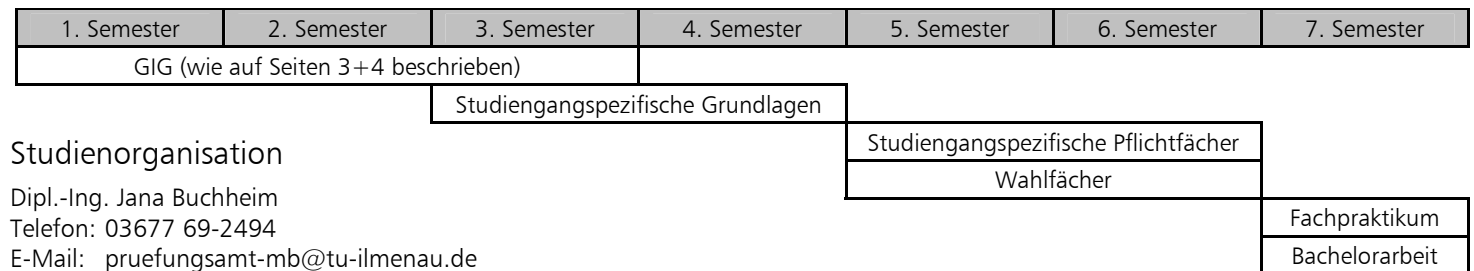 1. Semester 2. Semester 3. Semester 4. Semester 5. Semester 6. Semester 7. Semester
GIG (wie auf Seiten 3+4 beschrieben)
Studiengangspezifische Grundlagen
Studiengangspezifische Pflichtfächer
Wahlfächer
Fachpraktikum
Bachelorarbeit
Studienorganisation
Dipl.-Ing. Jana Buchheim
Telefon: 03677 69-2494
E-Mail: pruefungsamt-mb@tu-ilmenau.de